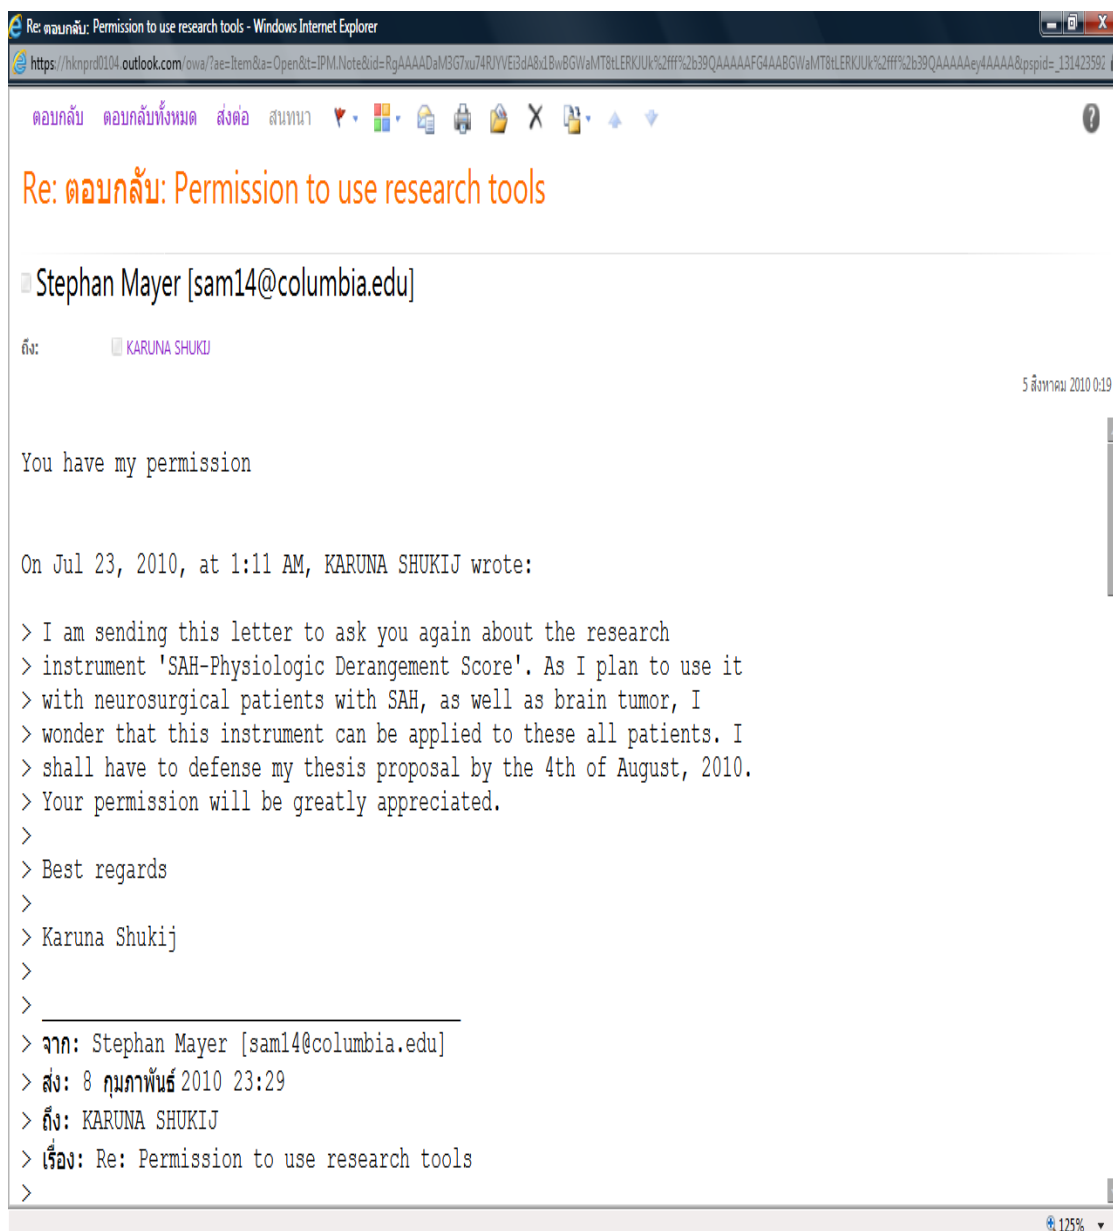 Re: ตอบกลับ: Permission to use research tools - Windows Internet Explorer
ตอบกลับ ตอบกลับทั้งหมด ส่งต่อ สนทนา
Re: ตอบกลับ: Permission to use research tools
Stephan Mayer [sam14@columbia.edu]
ถึง: KARUNA SHUKIJ
5 สิงหาคม 2010 0:19
You have my permission
On Jul 23, 2010, at 1:11 AM, KARUNA SHUKIJ wrote:
> I am sending this letter to ask you again about the research
> instrument 'SAH-Physiologic Derangement Score'. As I plan to use it
> with neurosurgical patients with SAH, as well as brain tumor, I
> wonder that this instrument can be applied to these all patients. I
> shall have to defense my thesis proposal by the 4th of August, 2010.
> Your permission will be greatly appreciated.
>
> Best regards
>
> Karuna Shukij
>
> ________________________________
> จาก: Stephan Mayer [sam14@columbia.edu]
> ส่ง: 8 กุมภาพันธ์ 2010 23:29
> ถึง: KARUNA SHUKIJ
> เรื่อง: Re: Permission to use research tools
>
125%